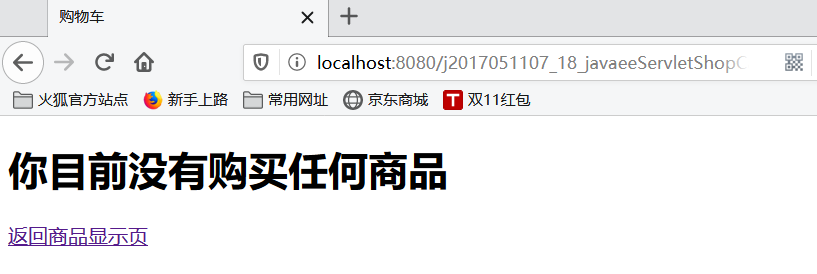 购物车
localhost:8080/j2017051107_18_javaeeServletShop
火狐官方站点 新手上路 常用网址 京东商城 T 双11红包
你目前没有购买任何商品
返回商品显示页